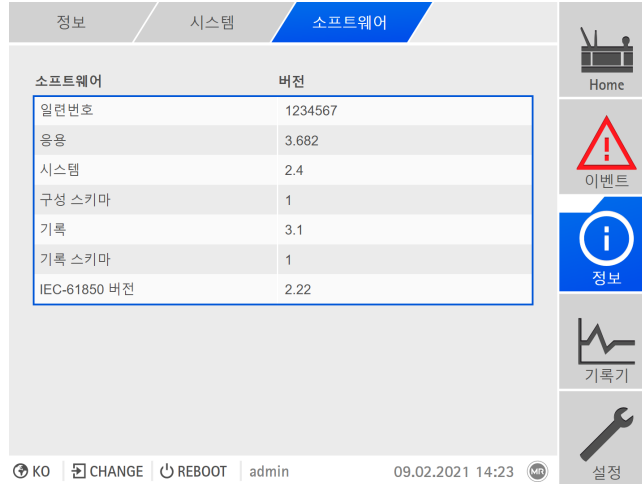 정보 시스템 소프트웨어
소프트웨어 버전
일련번호 1234567
응용 3.682
시스템 2.4
구성 스키마 1
기록 3.1
기록 스키마 1
IEC-61850 버전 2.22
Home
이벤트
정보
기록기
설정
KO CHANGE REBOOT admin 09.02.2021 14:23 MR